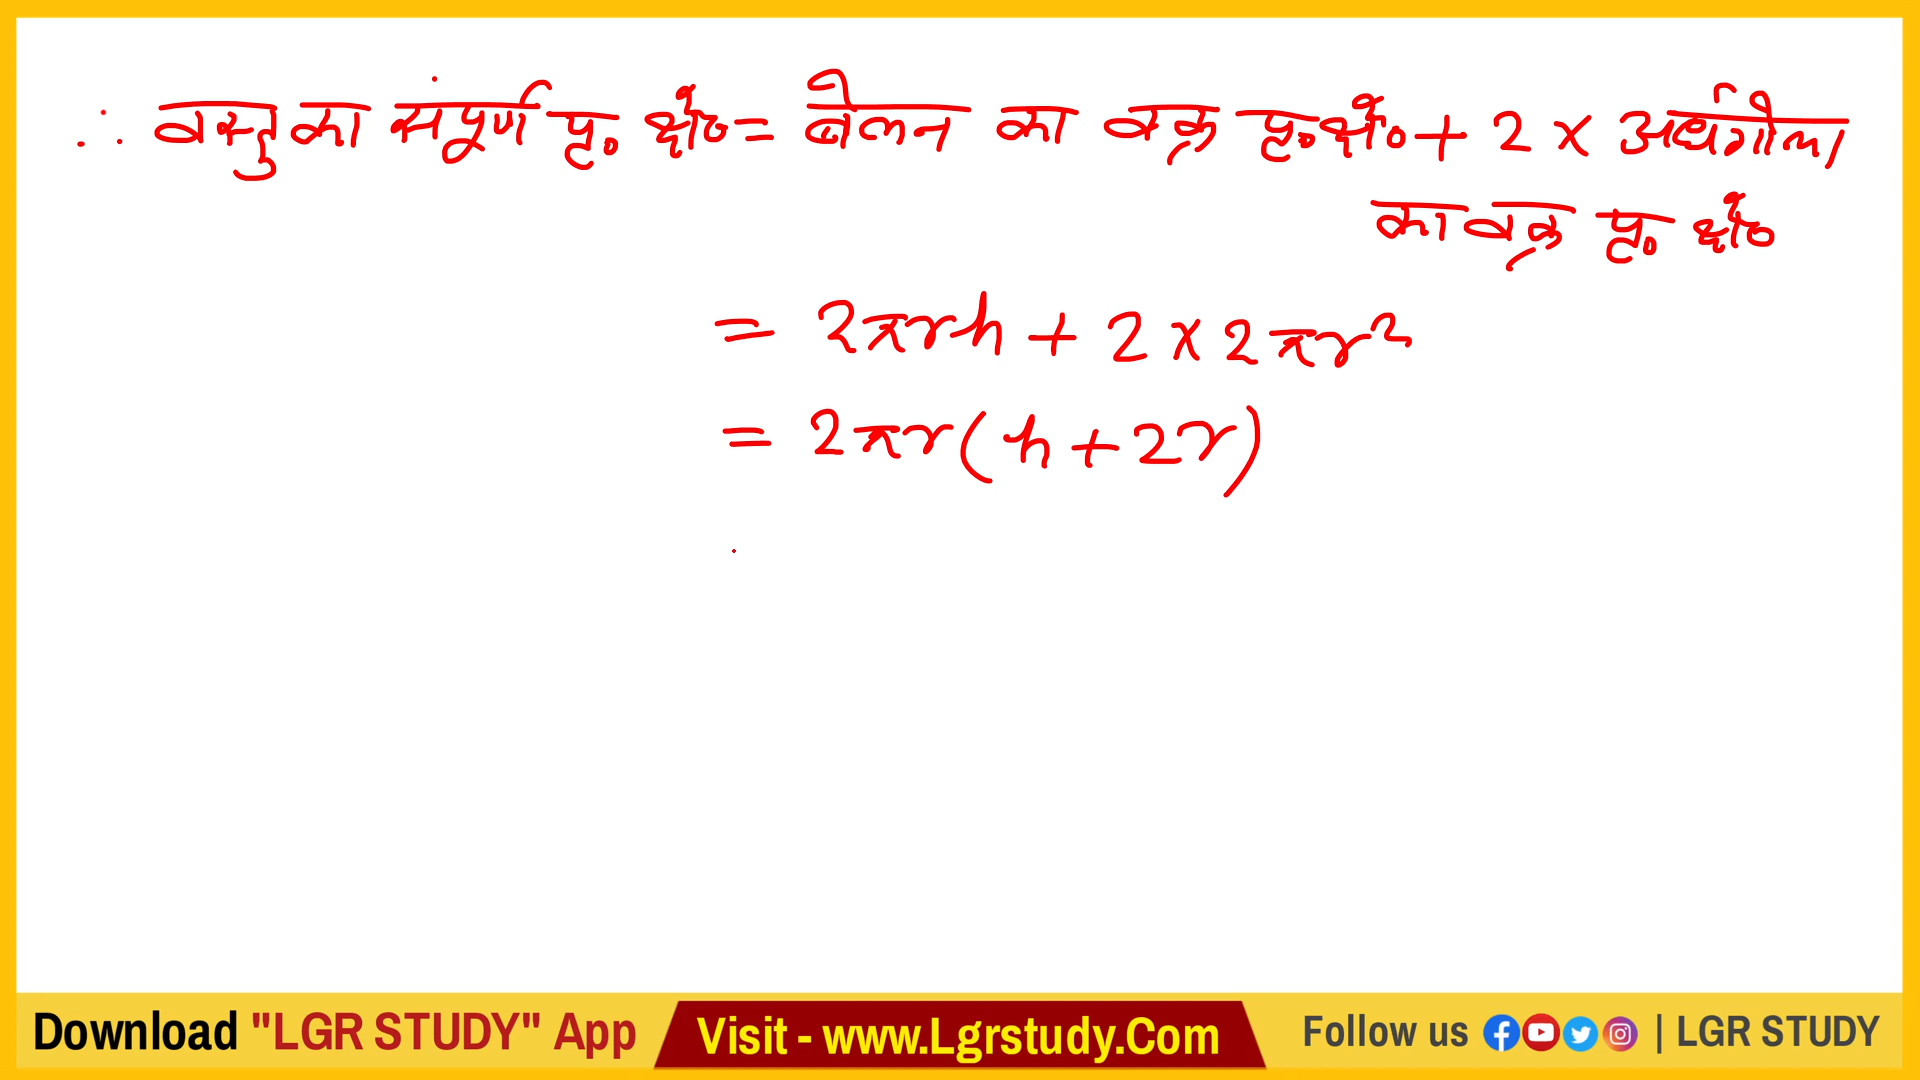 ∴ वस्तु का संपूर्ण पृ० क्षे० = बेलन का वक्र पृ० क्षे० + 2 × अर्धगोला
का वक्र पृ० क्षे०
= 2πrh + 2 × 2πr²
= 2πr(h + 2r)
Download "LGR STUDY" App Visit - www.Lgrstudy.Com Follow us | LGR STUDY